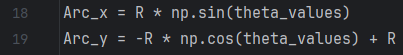 18 Arc_x = R * np.sin(theta_values)
19 Arc_y = -R * np.cos(theta_values) + R